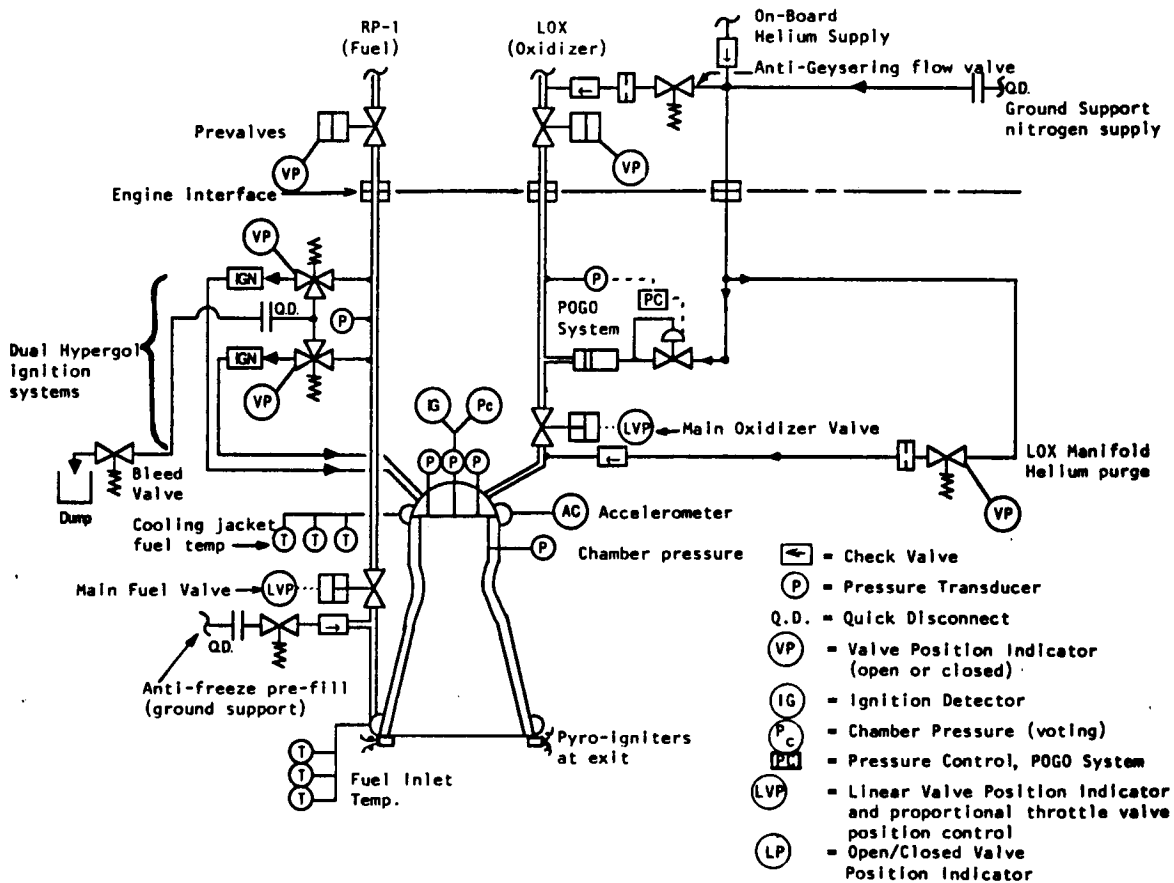 RP-1
(Fuel)
LOX
(Oxidizer)
On-Board
Helium Supply
Anti-Geysering flow valve
Q.D.
Ground Support
nitrogen supply
Prevalves
VP
VP
Engine interface
VP
IGN
Q.D.
P
IGN
VP
Dual Hypergol
ignition
systems
P
PC
POGO
System
IG
Pc
LVP
Main Oxidizer Valve
P
P
P
LOX Manifold
Helium purge
VP
Bleed
Valve
Dump
Cooling jacket
fuel temp
T
T
T
AC
Accelerometer
P
Chamber pressure
Main Fuel Valve
LVP
Q.D.
Anti-freeze pre-fill
(ground support)
T
T
T
Fuel Inlet
Temp.
Pyro-igniters
at exit
= Check Valve
P = Pressure Transducer
Q.D. = Quick Disconnect
VP = Valve Position Indicator
(open or closed)
IG = Ignition Detector
Pc = Chamber Pressure (voting)
PC = Pressure Control, POGO System
LVP = Linear Valve Position Indicator
and proportional throttle valve
position control
LP = Open/Closed Valve
Position Indicator